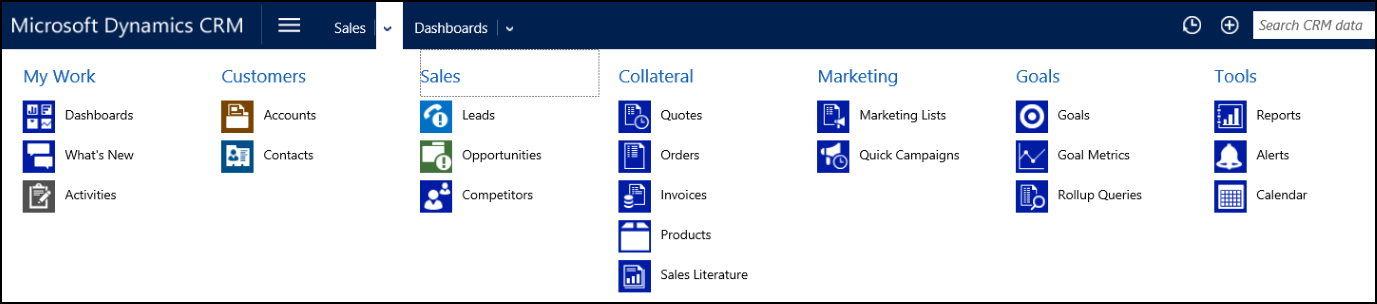 Microsoft Dynamics CRM Sales Dashboards Search CRM data
My Work Customers Sales Collateral Marketing Goals Tools
Dashboards Accounts Leads Quotes Marketing Lists Goals Reports
What's New Contacts Opportunities Orders Quick Campaigns Goal Metrics Alerts
Activities Competitors Invoices Rollup Queries Calendar
Products
Sales Literature